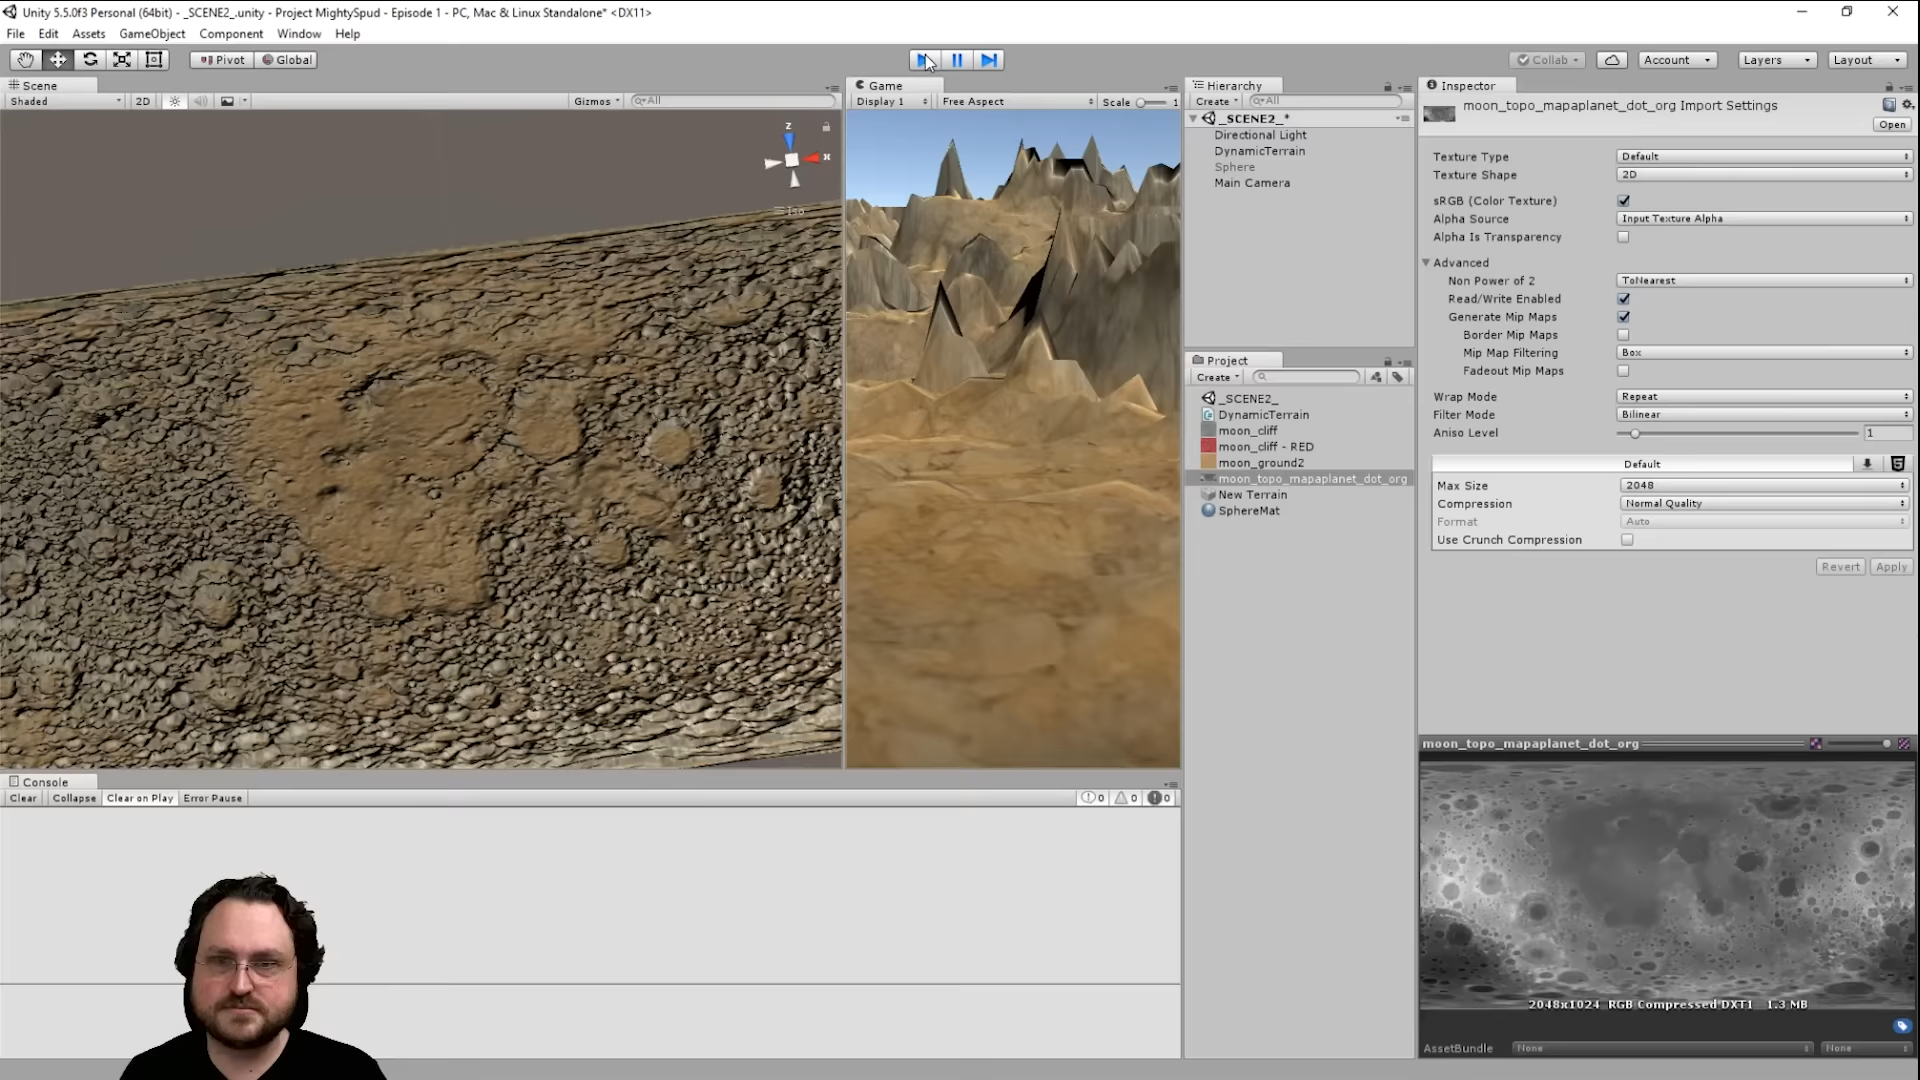 Unity 5.5.0f3 Personal (64bit) - _SCENE2_.unity - Project MightySpud - Episode 1 - PC, Mac & Linux Standalone* <DX11>
File Edit Assets GameObject Component Window Help
Pivot Global Collab Account Layers Layout
Scene
Shaded 2D Gizmos All
z
x
Iso
Game
Display 1 Free Aspect Scale 1
Hierarchy
Create All
_SCENE2_*
Directional Light
DynamicTerrain
Sphere
Main Camera
Project
Create
_SCENE2_
DynamicTerrain
moon_cliff
moon_cliff - RED
moon_ground2
moon_topo_mapaplanet_dot_org
New Terrain
SphereMat
Inspector
moon_topo_mapaplanet_dot_org Import Settings
Open
Texture Type Default
Texture Shape 2D
sRGB (Color Texture)
Alpha Source Input Texture Alpha
Alpha Is Transparency
Advanced
Non Power of 2 ToNearest
Read/Write Enabled
Generate Mip Maps
Border Mip Maps
Mip Map Filtering Box
Fadeout Mip Maps
Wrap Mode Repeat
Filter Mode Bilinear
Aniso Level 1
Default
Max Size 2048
Compression Normal Quality
Format Auto
Use Crunch Compression
Revert Apply
moon_topo_mapaplanet_dot_org
2048x1024 RGB Compressed DXT1 1.3 MB
AssetBundle None None
Console
Clear Collapse Clear on Play Error Pause 0 0 0